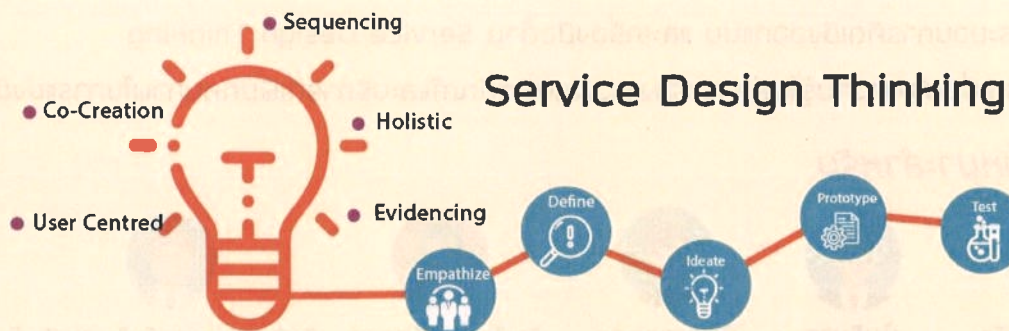 Sequencing
Service Design Thinking
Co-Creation
Holistic
User Centred
Evidencing
Empathize
Define
Ideate
Prototype
Test